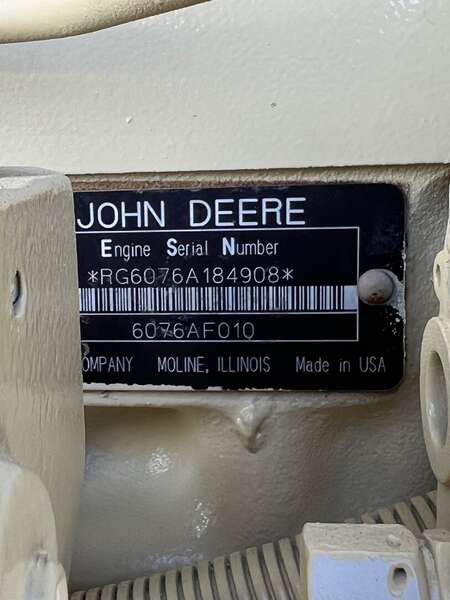 JOHN DEERE
Engine Serial Number
*RG6076A184908*
6076AF010
OMPANY MOLINE, ILLINOIS Made in USA